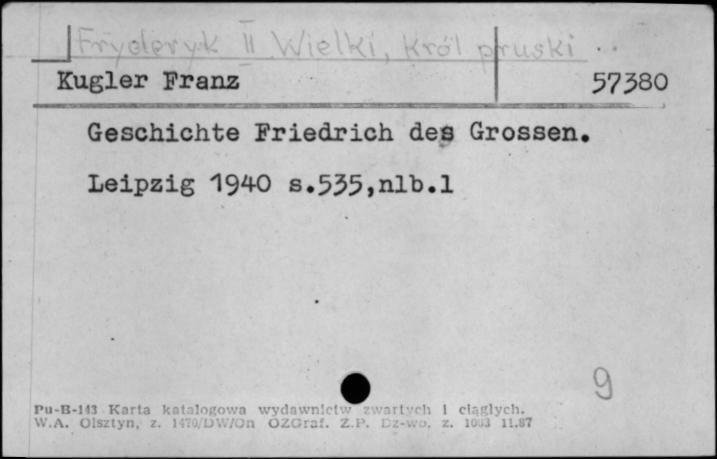 Fryderyk II Wielki, król pruski
Kugler Franz 57380
Geschichte Friedrich des Grossen.
Leipzig 1940 s.535,nlb.1
9
Pu-B-143 Karta katalogowa wydawnictw zwartych i ciągłych.
W.A. Olsztyn, z. 1470/DW/On OZGraf. Z.P. Dz-wo, z. 1003 11.87